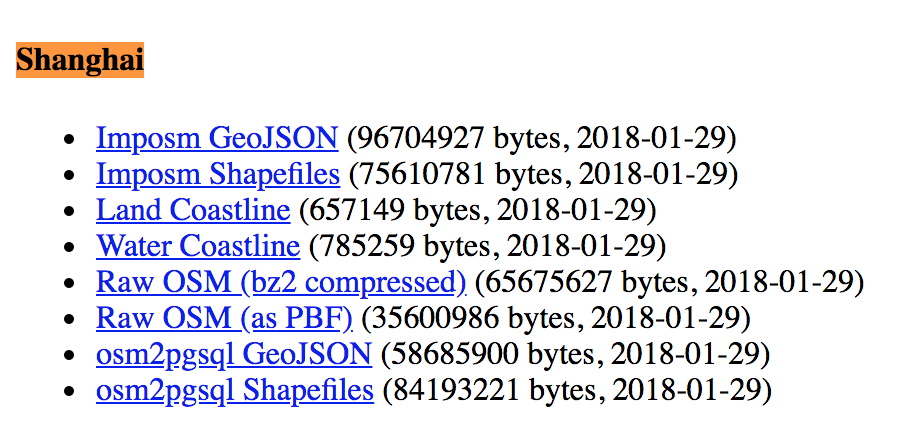 Shanghai
• Imposm GeoJSON (96704927 bytes, 2018-01-29)
• Imposm Shapefiles (75610781 bytes, 2018-01-29)
• Land Coastline (657149 bytes, 2018-01-29)
• Water Coastline (785259 bytes, 2018-01-29)
• Raw OSM (bz2 compressed) (65675627 bytes, 2018-01-29)
• Raw OSM (as PBF) (35600986 bytes, 2018-01-29)
• osm2pgsql GeoJSON (58685900 bytes, 2018-01-29)
• osm2pgsql Shapefiles (84193221 bytes, 2018-01-29)